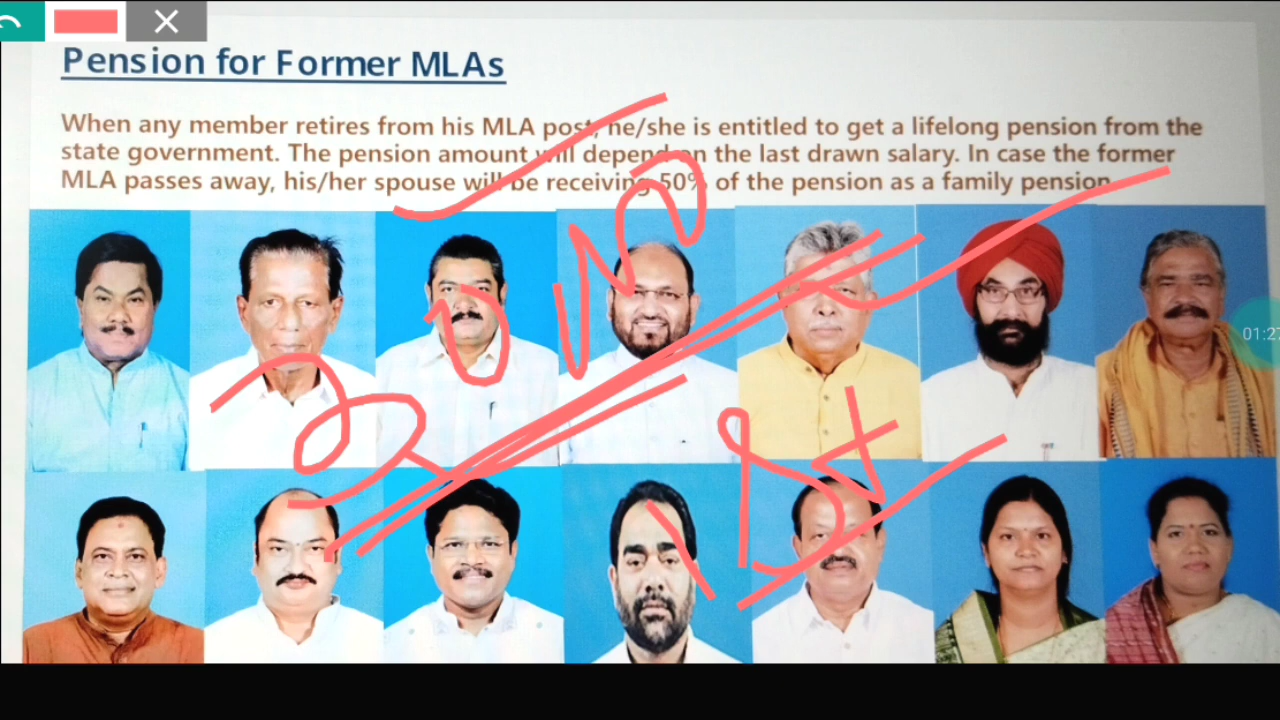 Pension for Former MLAs
When any member retires from his MLA post, he/she is entitled to get a lifelong pension from the
state government. The pension amount will depend on the last drawn salary. In case the former
MLA passes away, his/her spouse will be receiving 50% of the pension as a family pension.
01:27